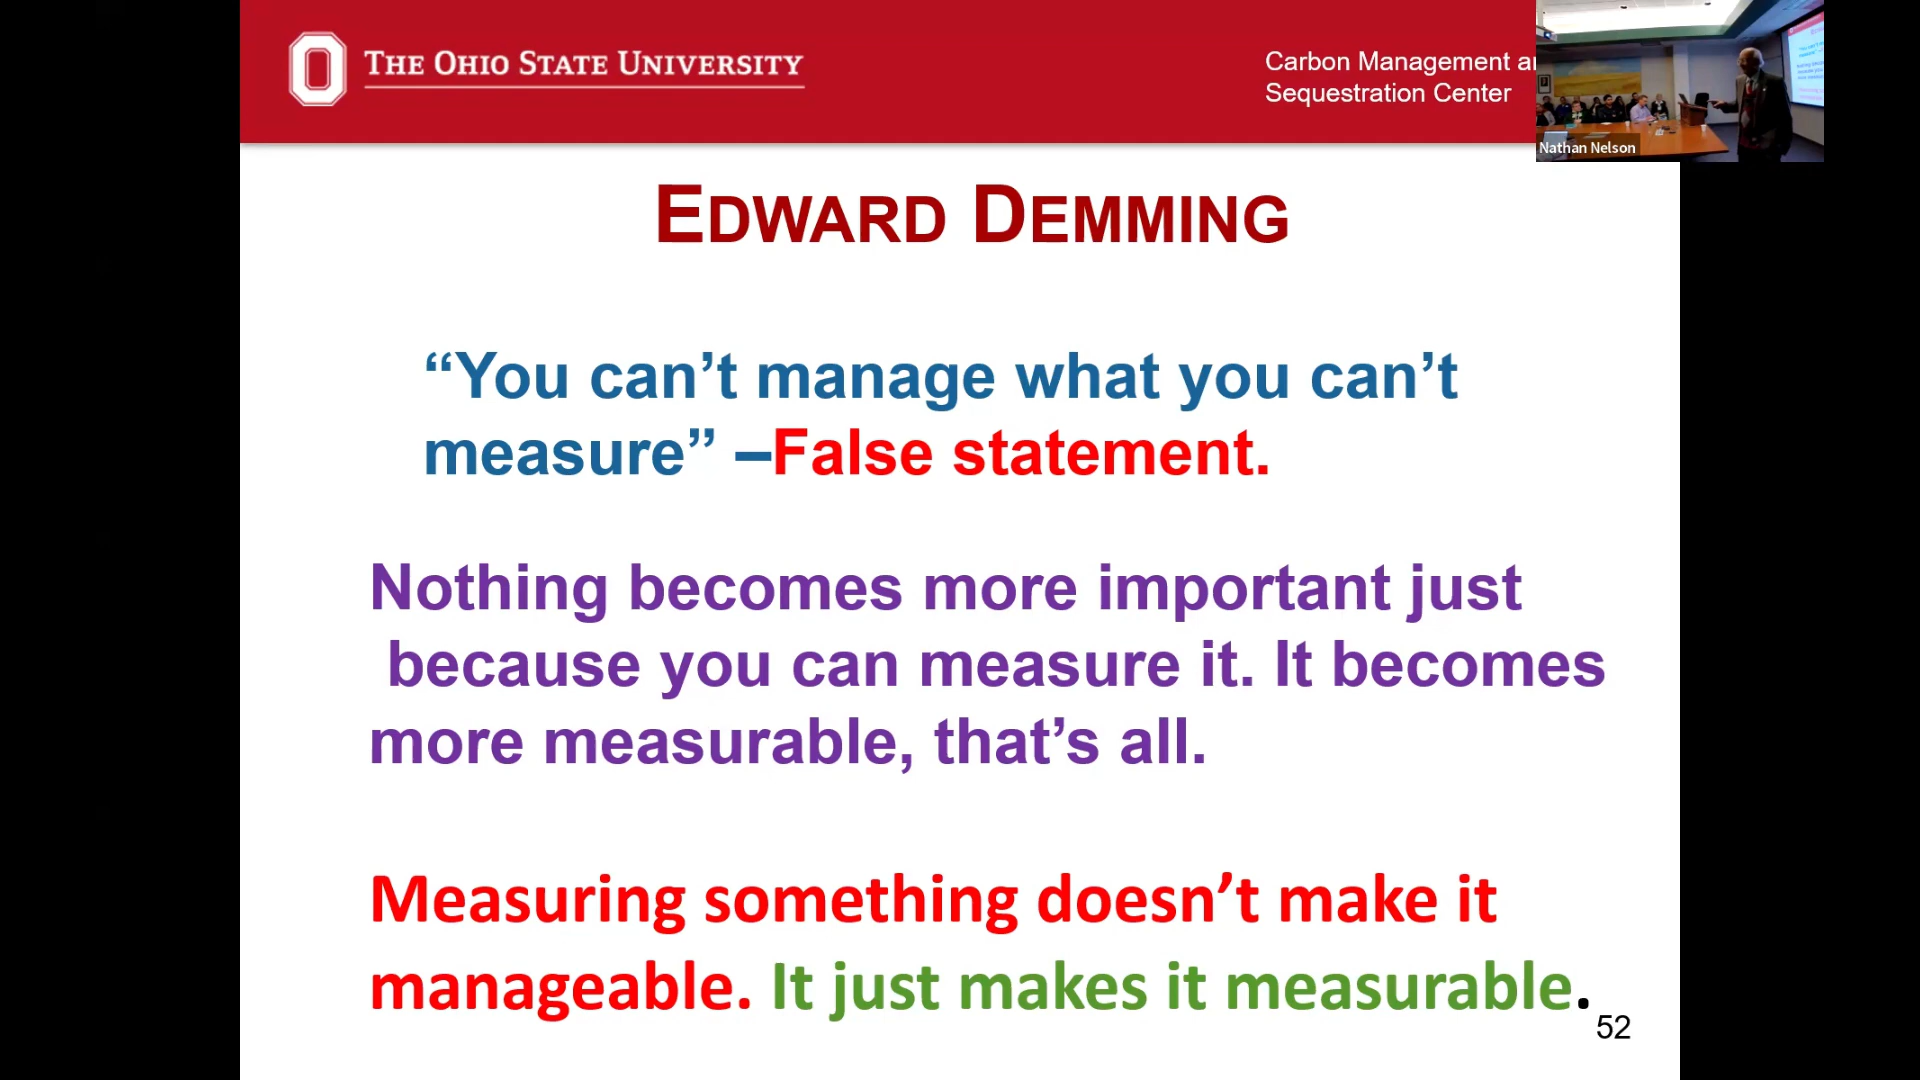 THE OHIO STATE UNIVERSITY
Carbon Management
Sequestration Center
Nathan Nelson
EDWARD DEMMING
“You can’t manage what you can’t
measure” –False statement.
Nothing becomes more important just
because you can measure it. It becomes
more measurable, that’s all.
Measuring something doesn’t make it
manageable. It just makes it measurable.
52